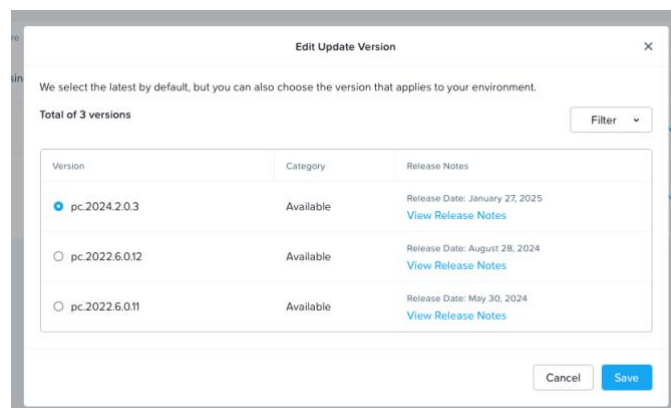 re
Edit Update Version
sin
We select the latest by default, but you can also choose the version that applies to your environment.
Total of 3 versions
Filter
Version Category Release Notes
pc.2024.2.0.3 Available Release Date: January 27, 2025
View Release Notes
pc.2022.6.0.12 Available Release Date: August 28, 2024
View Release Notes
pc.2022.6.0.11 Available Release Date: May 30, 2024
View Release Notes
Cancel Save